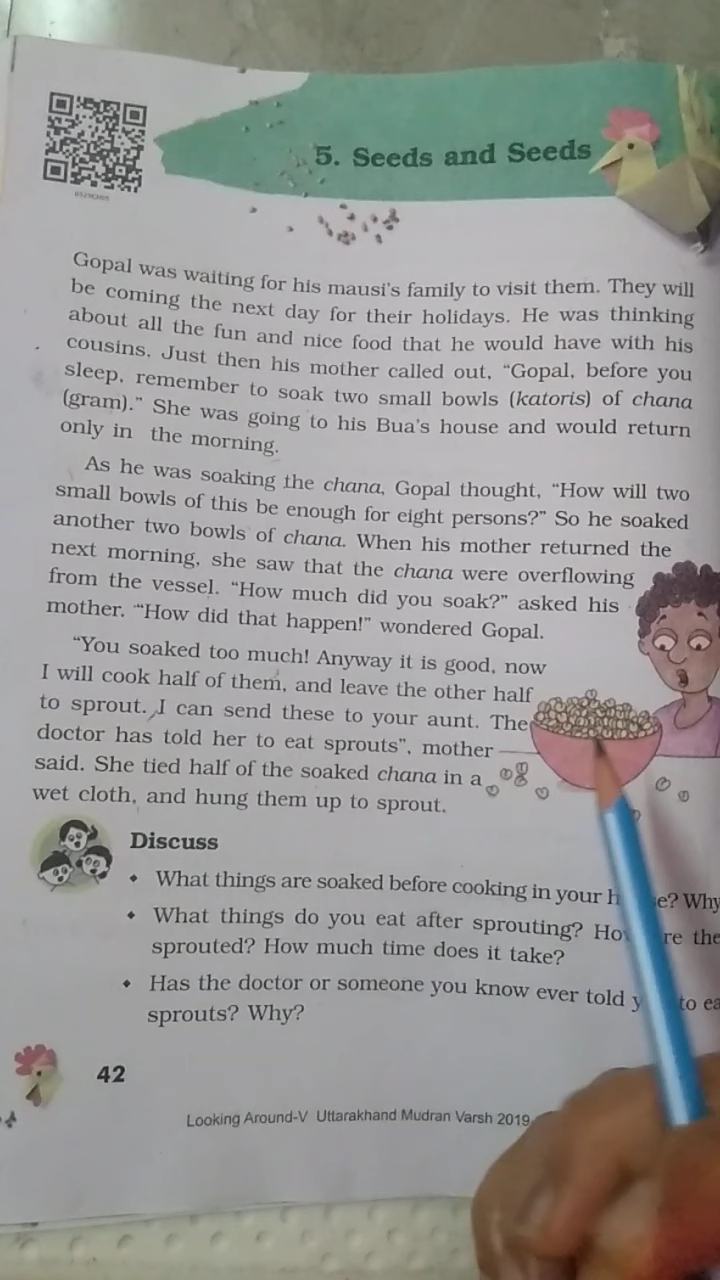 5. Seeds and Seeds
Gopal was waiting for his mausi's family to visit them. They will
be coming the next day for their holidays. He was thinking
about all the fun and nice food that he would have with his
cousins. Just then his mother called out, "Gopal, before you
sleep, remember to soak two small bowls (katoris) of chana
(gram)." She was going to his Bua's house and would return
only in the morning.
As he was soaking the chana, Gopal thought, "How will two
small bowls of this be enough for eight persons?" So he soaked
another two bowls of chana. When his mother returned the
next morning, she saw that the chana were overflowing
from the vessel. "How much did you soak?" asked his
mother. "How did that happen!" wondered Gopal.
"You soaked too much! Anyway it is good, now
I will cook half of them, and leave the other half
to sprout. I can send these to your aunt. The
doctor has told her to eat sprouts", mother
said. She tied half of the soaked chana in a
wet cloth, and hung them up to sprout.
Discuss
• What things are soaked before cooking in your h e? Why
• What things do you eat after sprouting? Ho re the
sprouted? How much time does it take?
• Has the doctor or someone you know ever told y to ea
sprouts? Why?
42
Looking Around-V Uttarakhand Mudran Varsh 2019